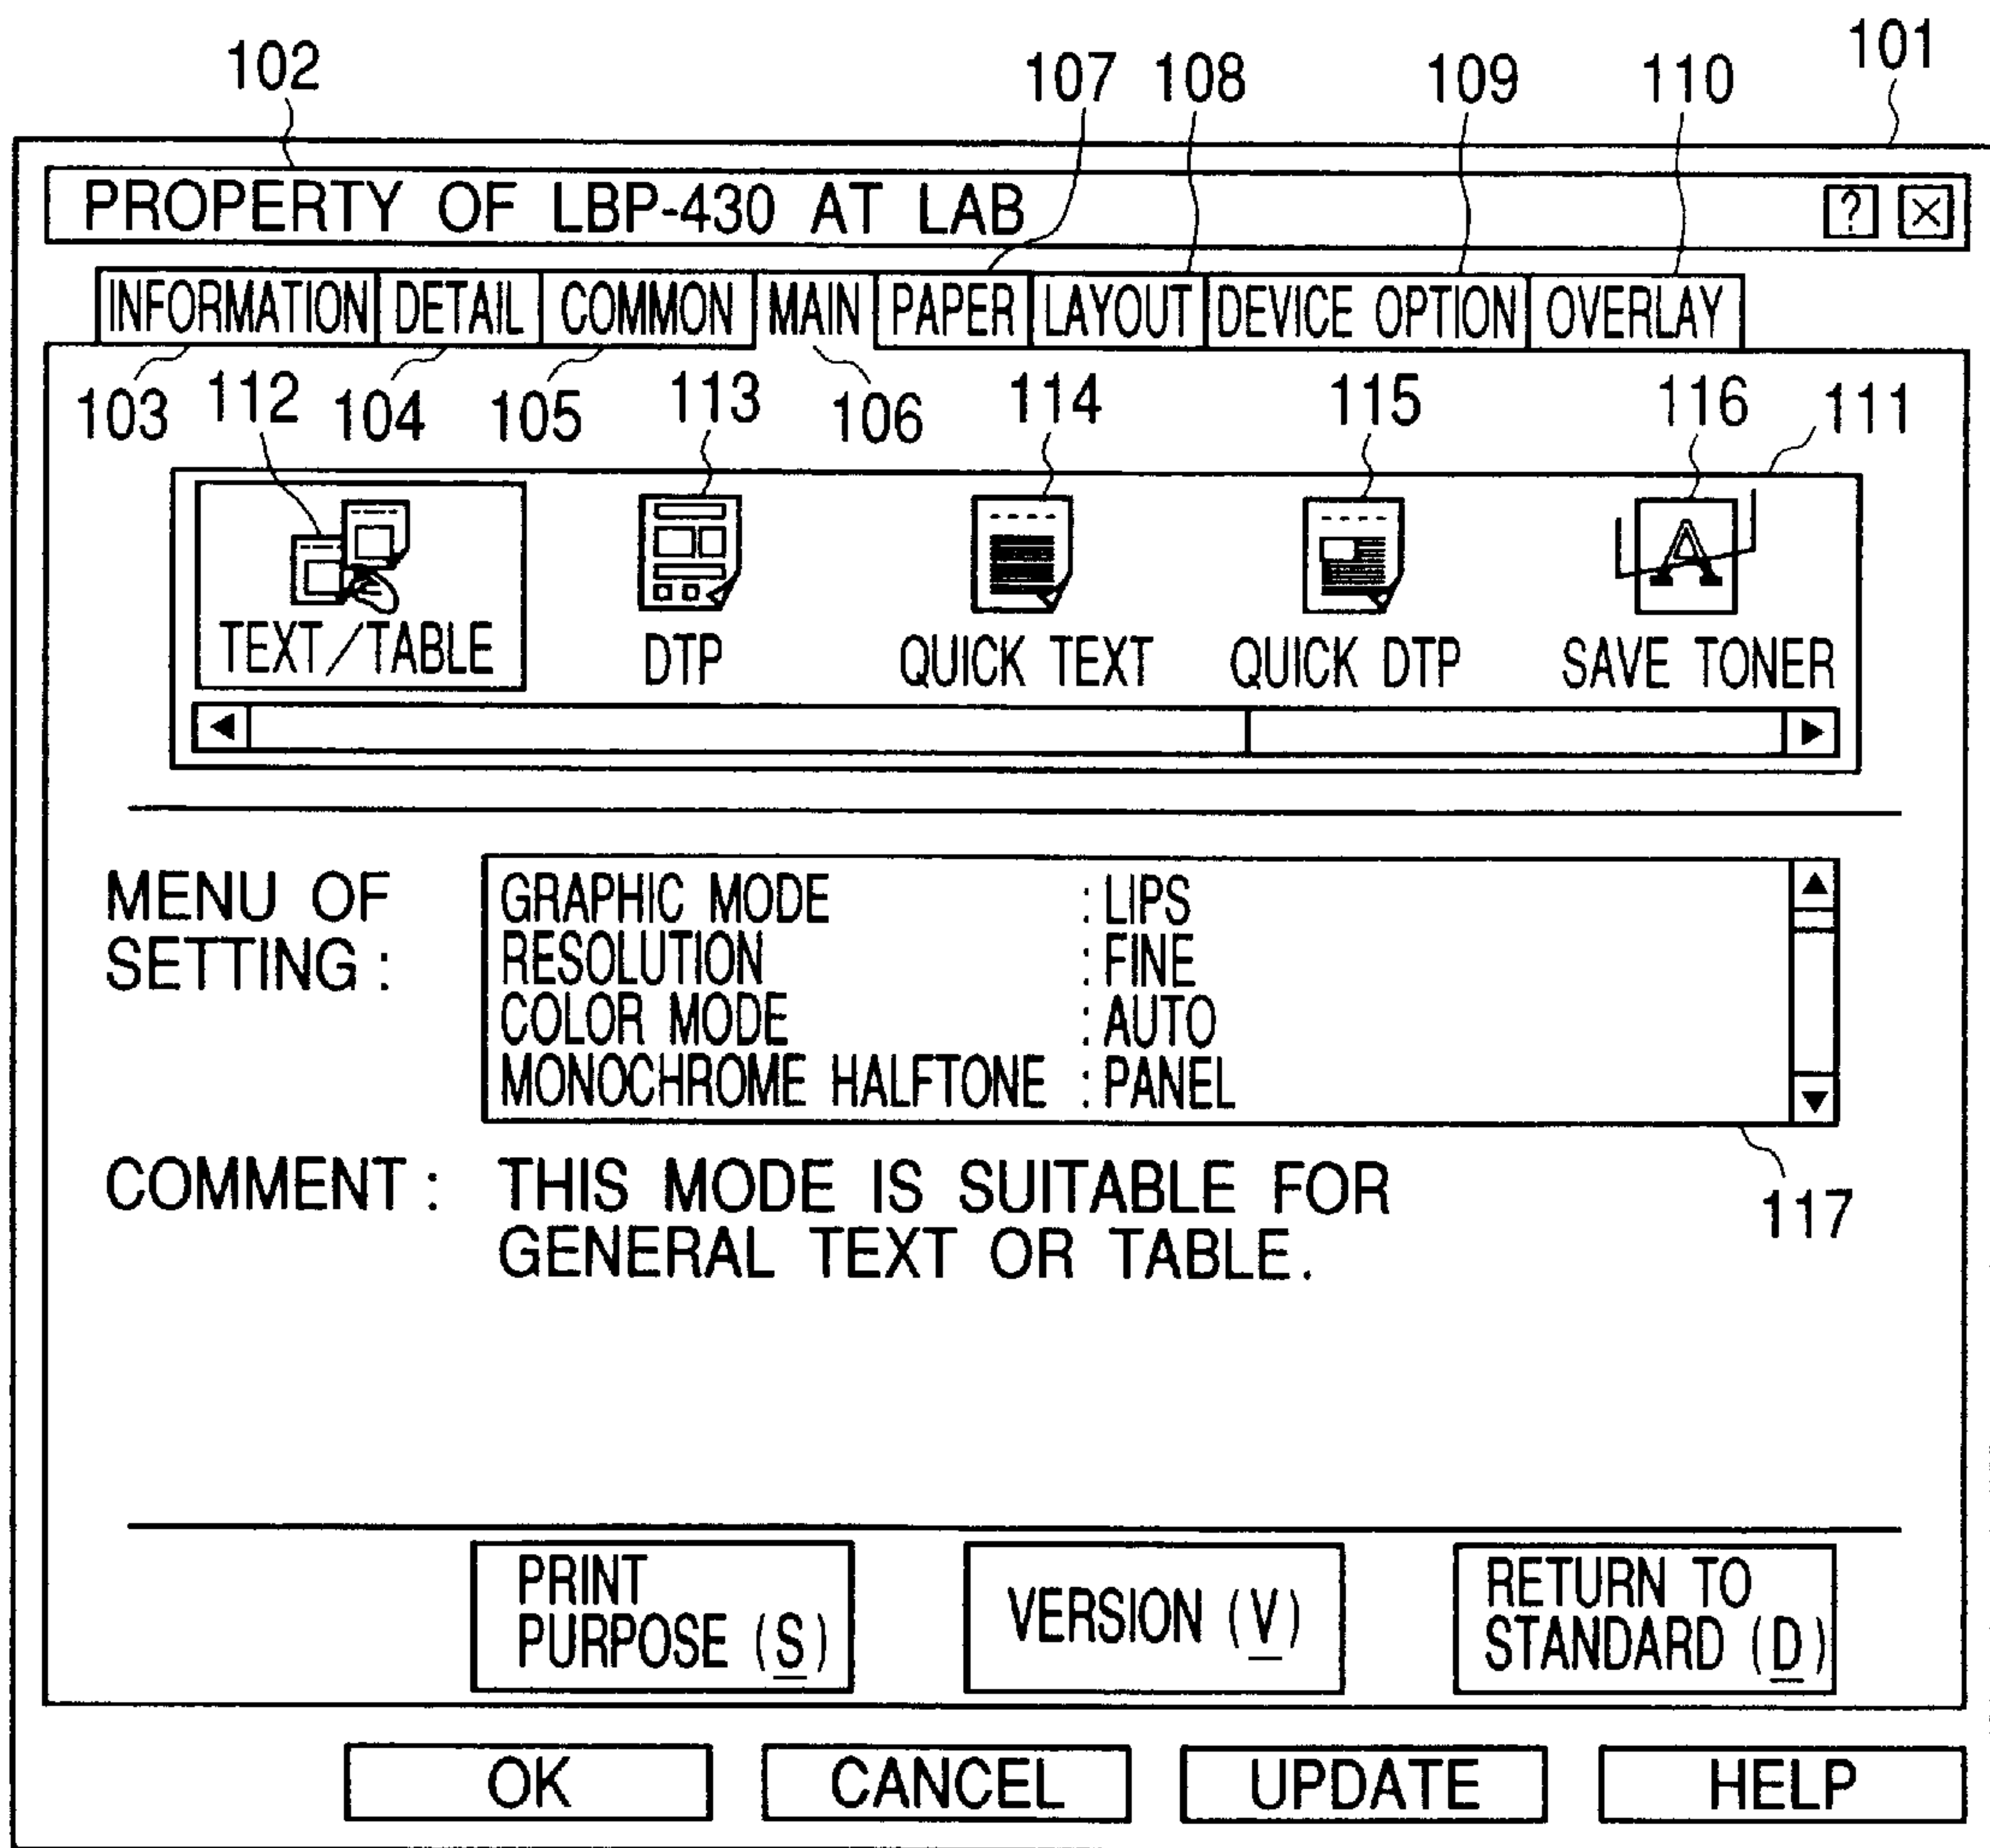 101
102
107 108 109 110
PROPERTY OF LBP-430 AT LAB ? X
INFORMATION DETAIL COMMON MAIN PAPER LAYOUT DEVICE OPTION OVERLAY
103 112 104 105 113 106 114 115 116 111
A
TEXT/TABLE DTP QUICK TEXT QUICK DTP SAVE TONER
MENU OF
SETTING :
GRAPHIC MODE : LIPS
RESOLUTION : FINE
COLOR MODE : AUTO
MONOCHROME HALFTONE : PANEL
117
COMMENT : THIS MODE IS SUITABLE FOR
GENERAL TEXT OR TABLE.
PRINT
PURPOSE (S)
VERSION (V)
RETURN TO
STANDARD (D)
OK CANCEL UPDATE HELP